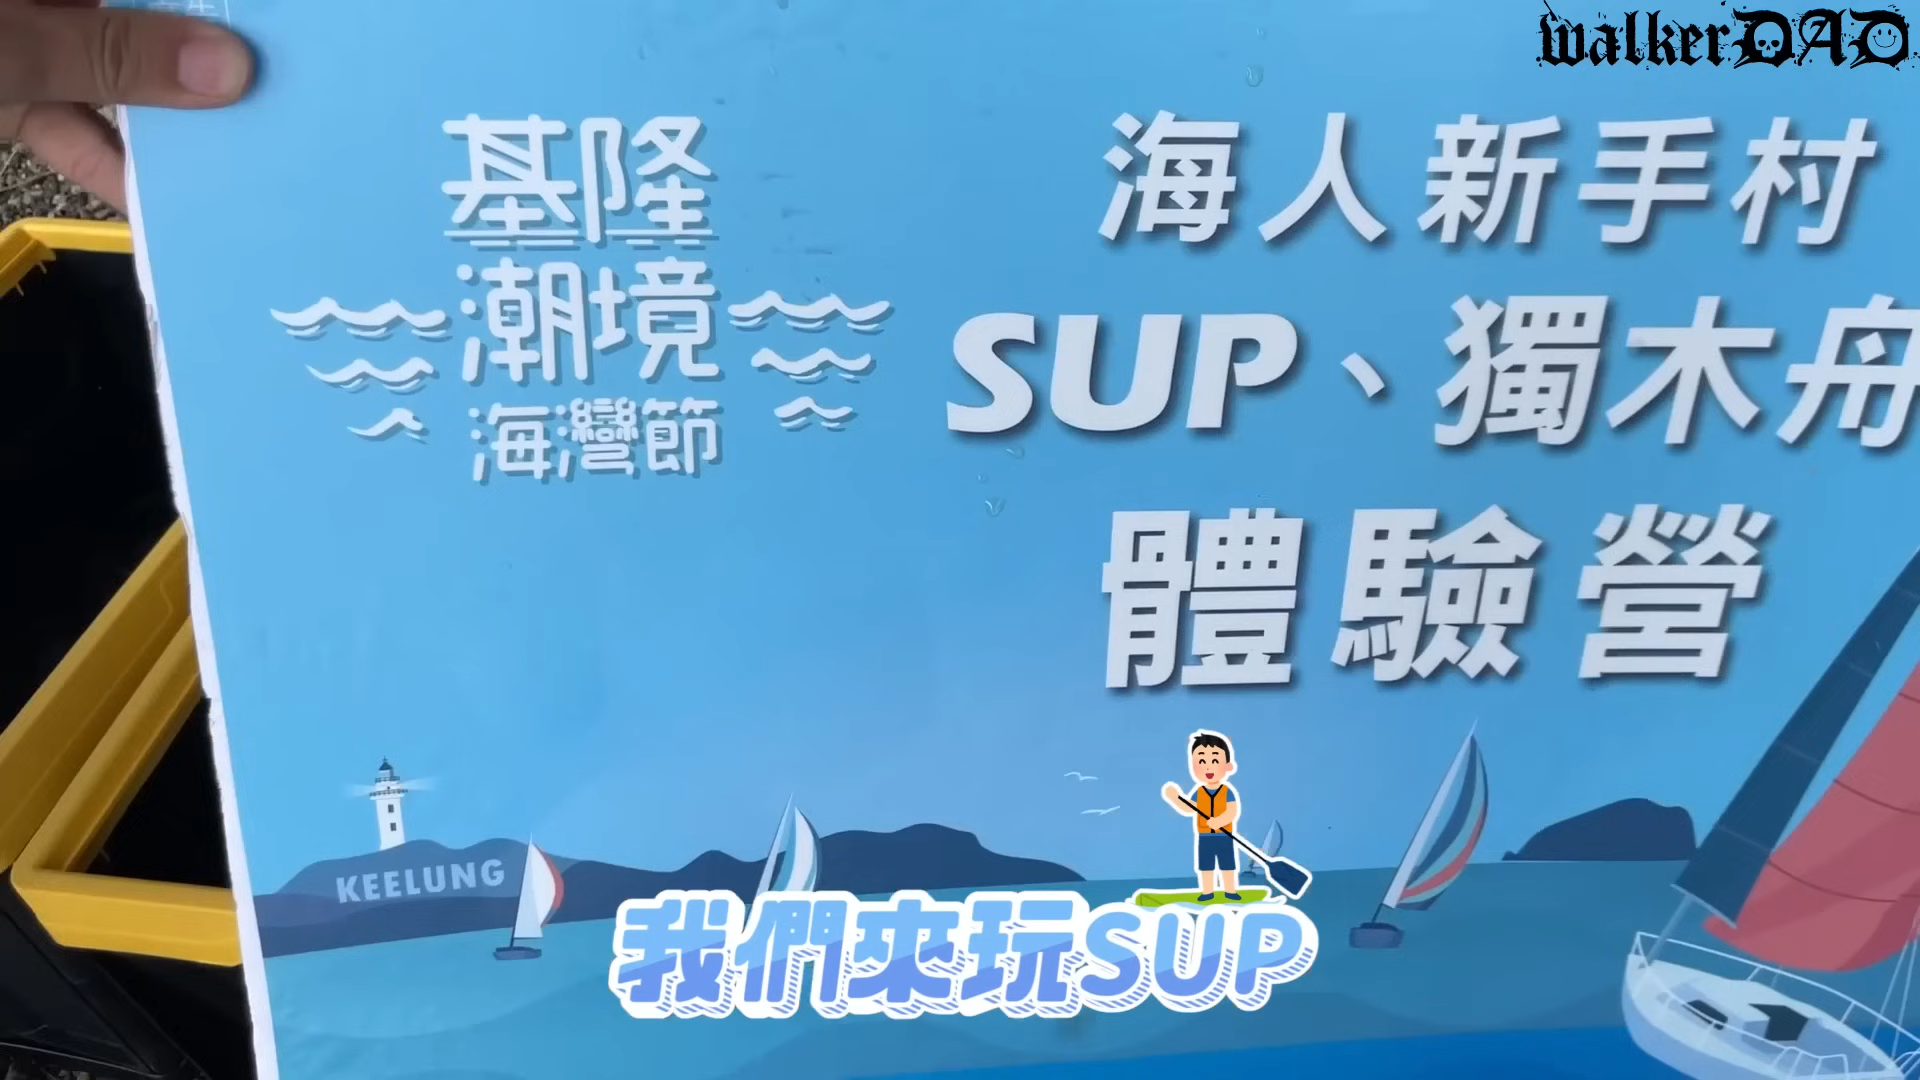 walkerDAD
基隆
潮境
海灣節
海人新手村
SUP、獨木舟
體驗營
KEELUNG
我們來玩SUP